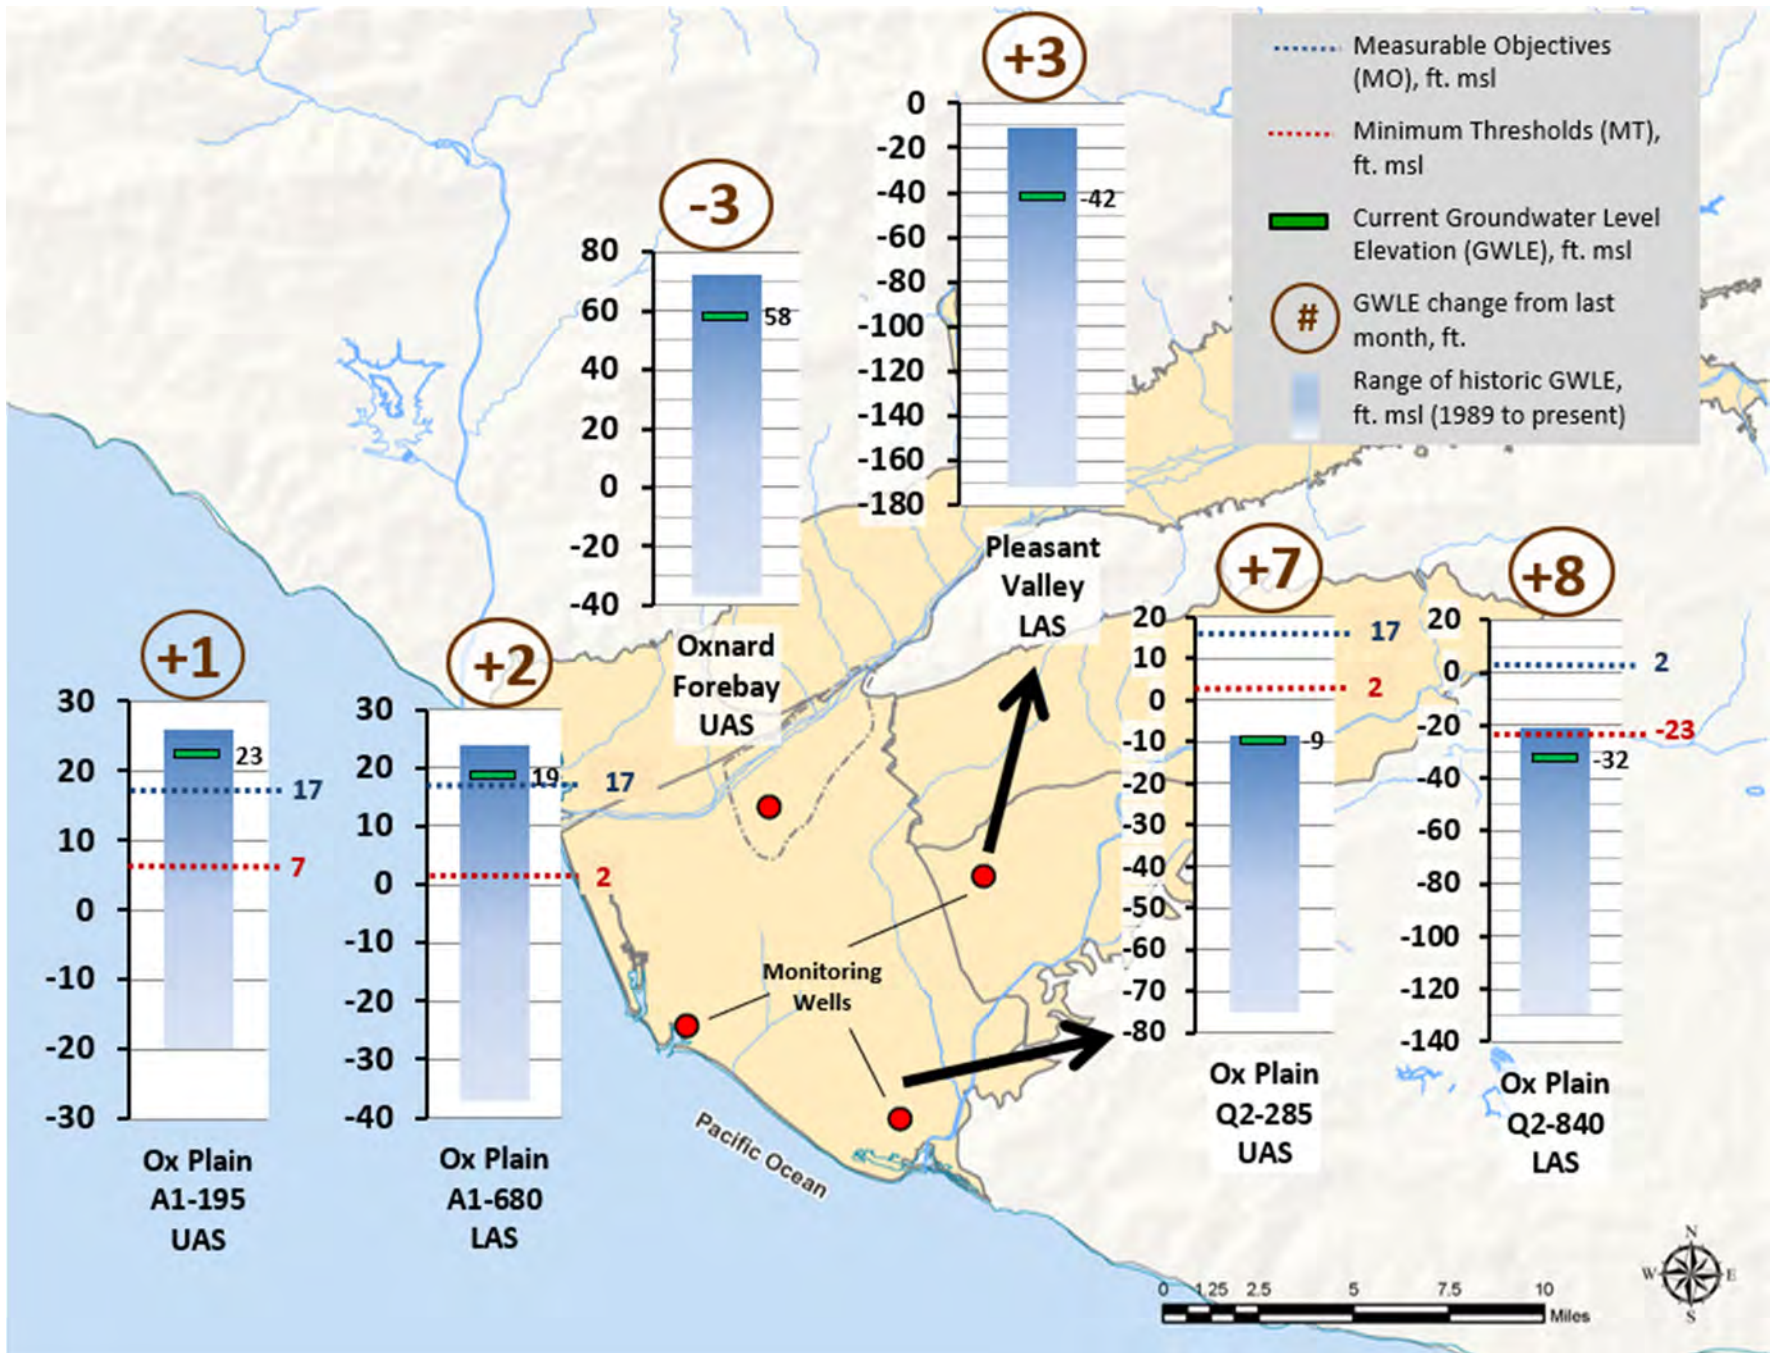 Measurable Objectives
(MO), ft. msl
Minimum Thresholds (MT),
ft. msl
Current Groundwater Level
Elevation (GWLE), ft. msl
#
GWLE change from last
month, ft.
Range of historic GWLE,
ft. msl (1989 to present)
+3
0
-20
-40
-60
-80
-100
-120
-140
-160
-180
-42
Pleasant
Valley
LAS
-3
80
60
40
20
0
-20
-40
58
Oxnard
Forebay
UAS
+1
30
20
10
0
-10
-20
-30
23
17
7
Ox Plain
A1-195
UAS
+2
30
20
10
0
-10
-20
-30
-40
19
17
2
Ox Plain
A1-680
LAS
+7
20
10
0
-10
-20
-30
-40
-50
-60
-70
-80
17
2
-9
Ox Plain
Q2-285
UAS
+8
20
0
-20
-40
-60
-80
-100
-120
-140
2
-23
-32
Ox Plain
Q2-840
LAS
Monitoring
Wells
Pacific Ocean
N
W E
S
0 1.25 2.5 5 7.5 10
Miles